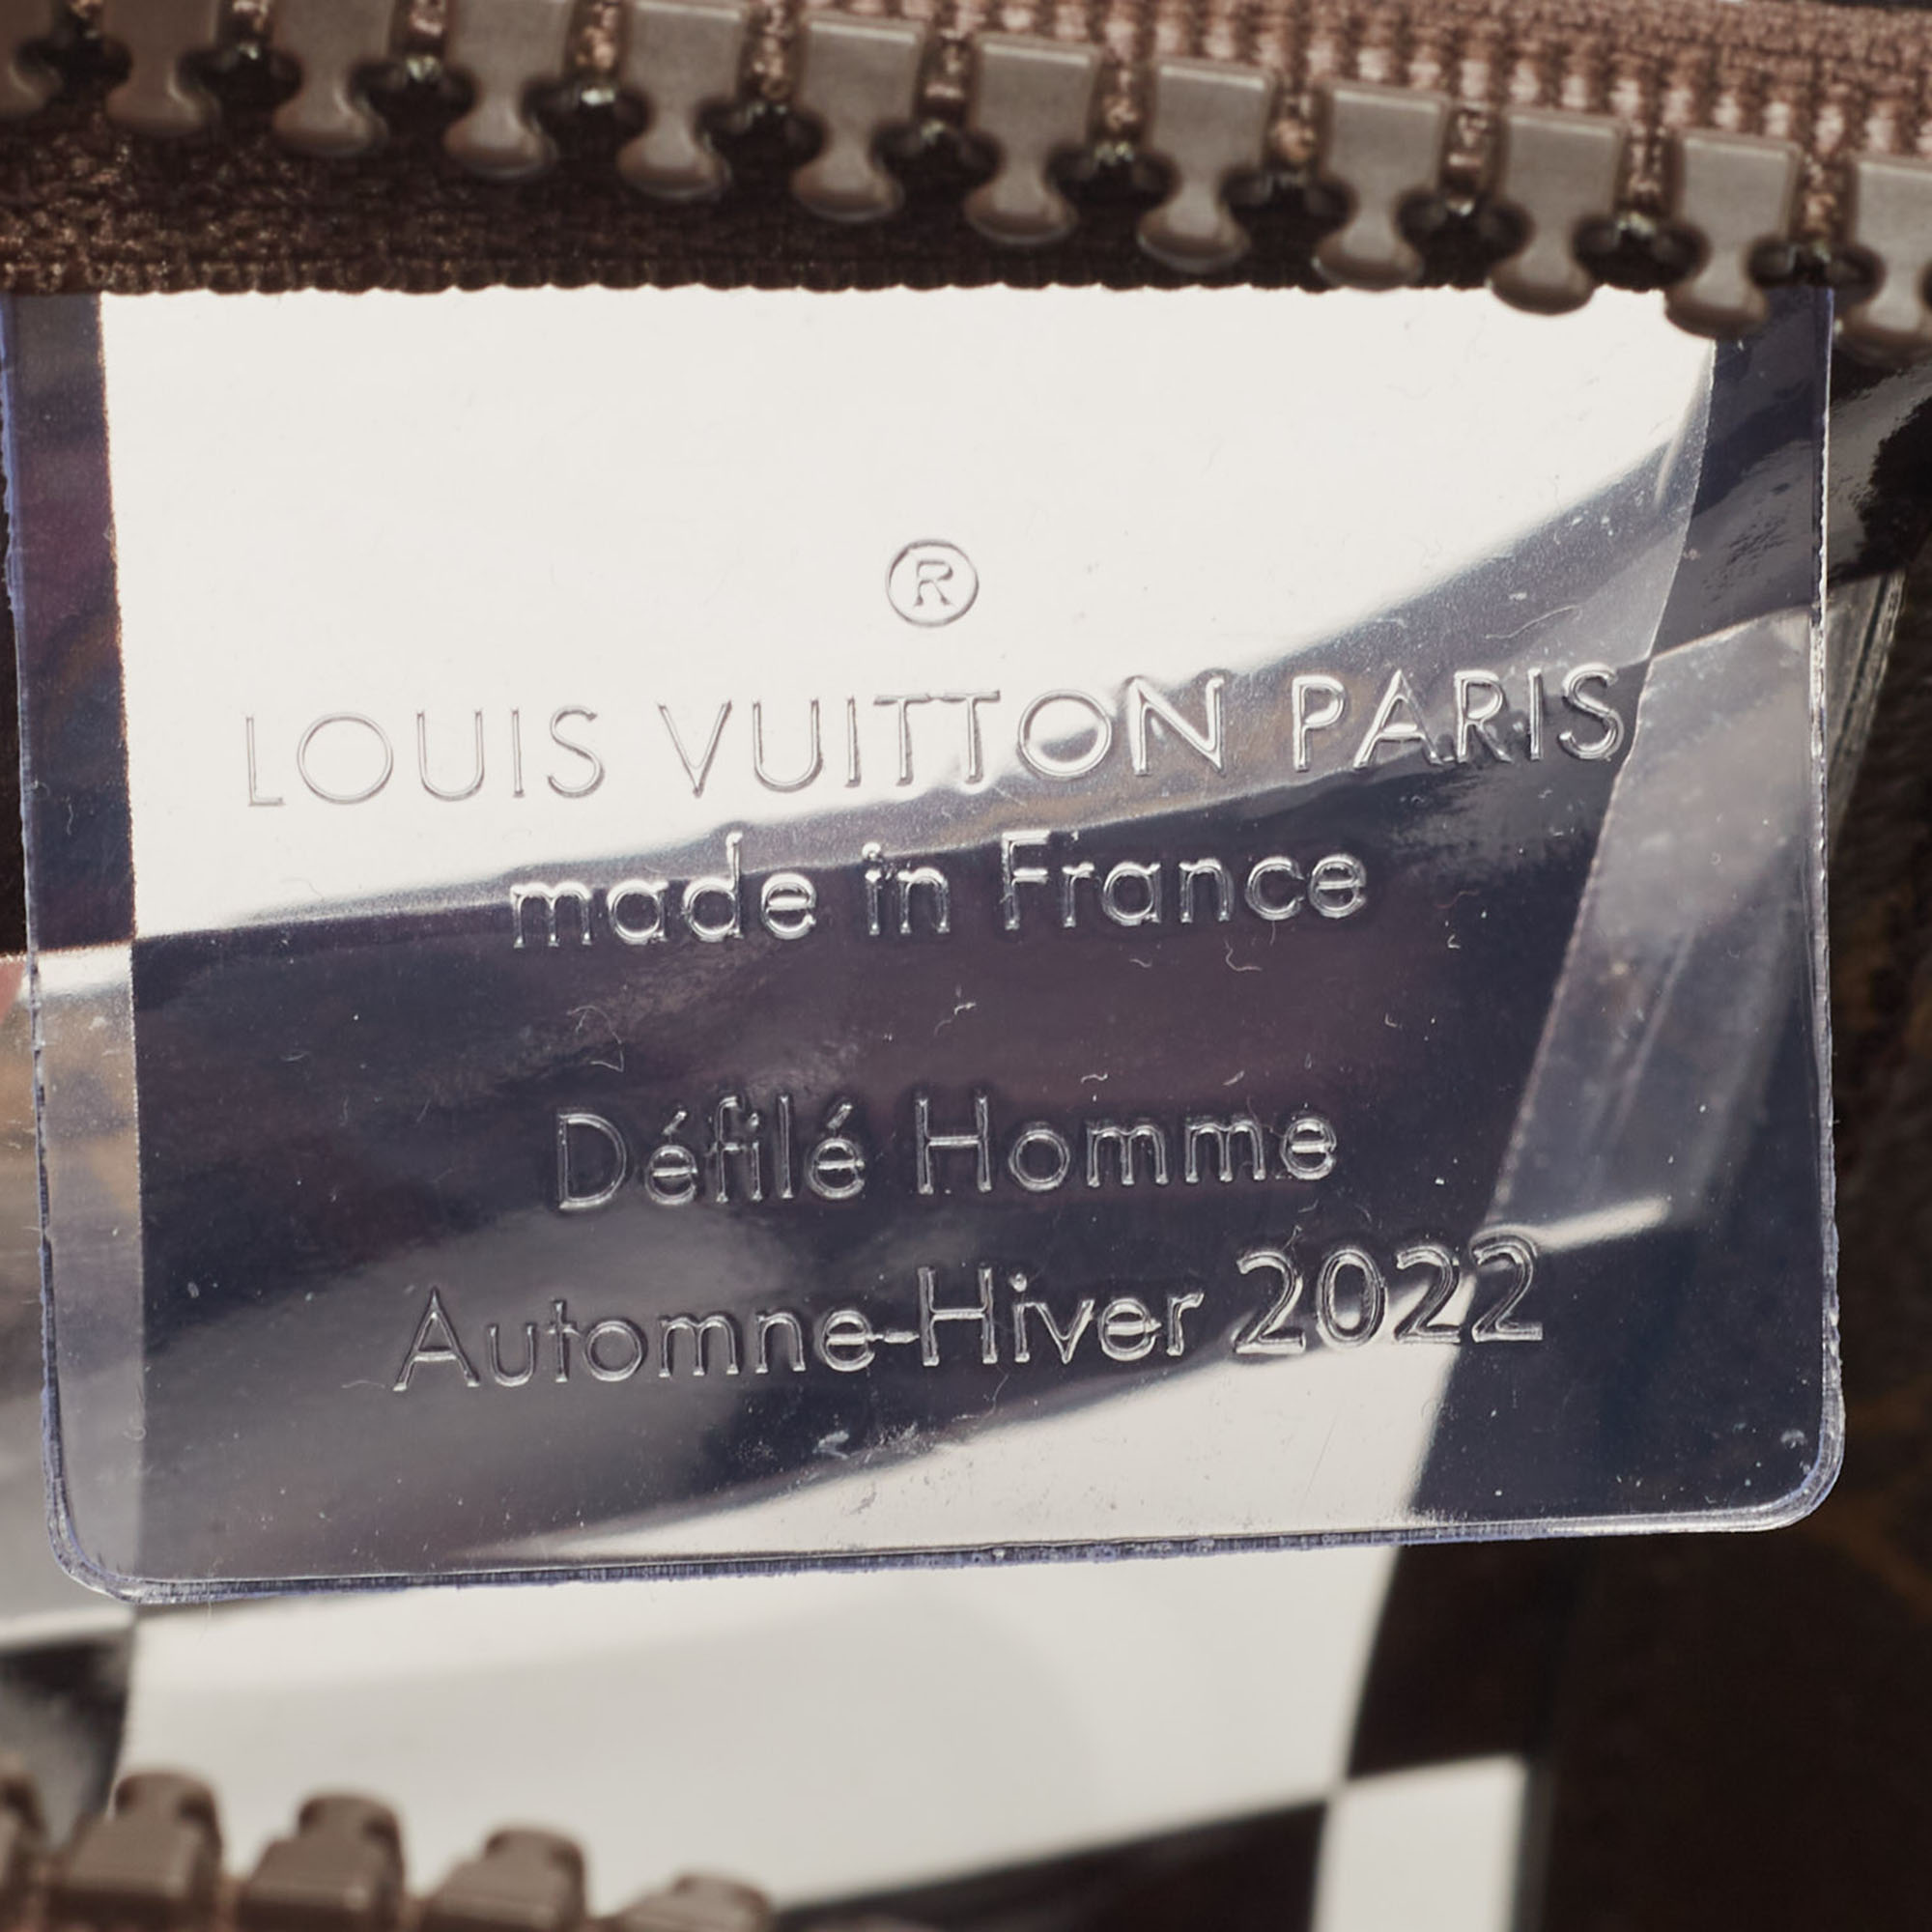 ®
LOUIS VUITTON PARIS
made in France
Défilé Homme
Automne-Hiver 2022